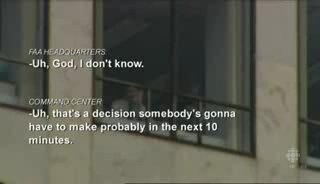 FAA HEADQUARTERS:
-Uh, God, I don't know.
COMMAND CENTER:
-Uh, that's a decision somebody's gonna
have to make probably in the next 10
minutes.